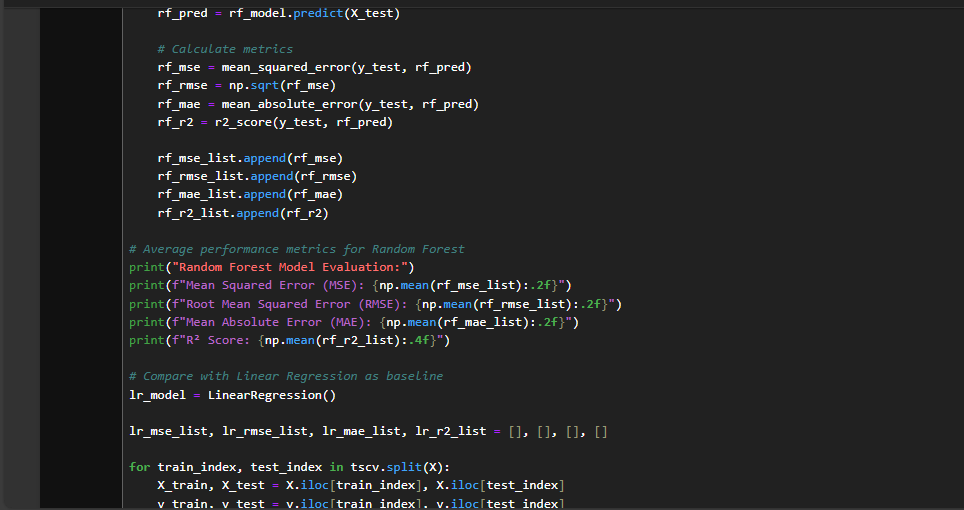 rf_pred = rf_model.predict(X_test)
# Calculate metrics
rf_mse = mean_squared_error(y_test, rf_pred)
rf_rmse = np.sqrt(rf_mse)
rf_mae = mean_absolute_error(y_test, rf_pred)
rf_r2 = r2_score(y_test, rf_pred)
rf_mse_list.append(rf_mse)
rf_rmse_list.append(rf_rmse)
rf_mae_list.append(rf_mae)
rf_r2_list.append(rf_r2)
# Average performance metrics for Random Forest
print("Random Forest Model Evaluation:")
print(f"Mean Squared Error (MSE): {np.mean(rf_mse_list):.2f}")
print(f"Root Mean Squared Error (RMSE): {np.mean(rf_rmse_list):.2f}")
print(f"Mean Absolute Error (MAE): {np.mean(rf_mae_list):.2f}")
print(f"R² Score: {np.mean(rf_r2_list):.4f}")
# Compare with Linear Regression as baseline
lr_model = LinearRegression()
lr_mse_list, lr_rmse_list, lr_mae_list, lr_r2_list = [], [], [], []
for train_index, test_index in tscv.split(X):
X_train, X_test = X.iloc[train_index], X.iloc[test_index]
y_train, y_test = y.iloc[train_index], y.iloc[test_index]